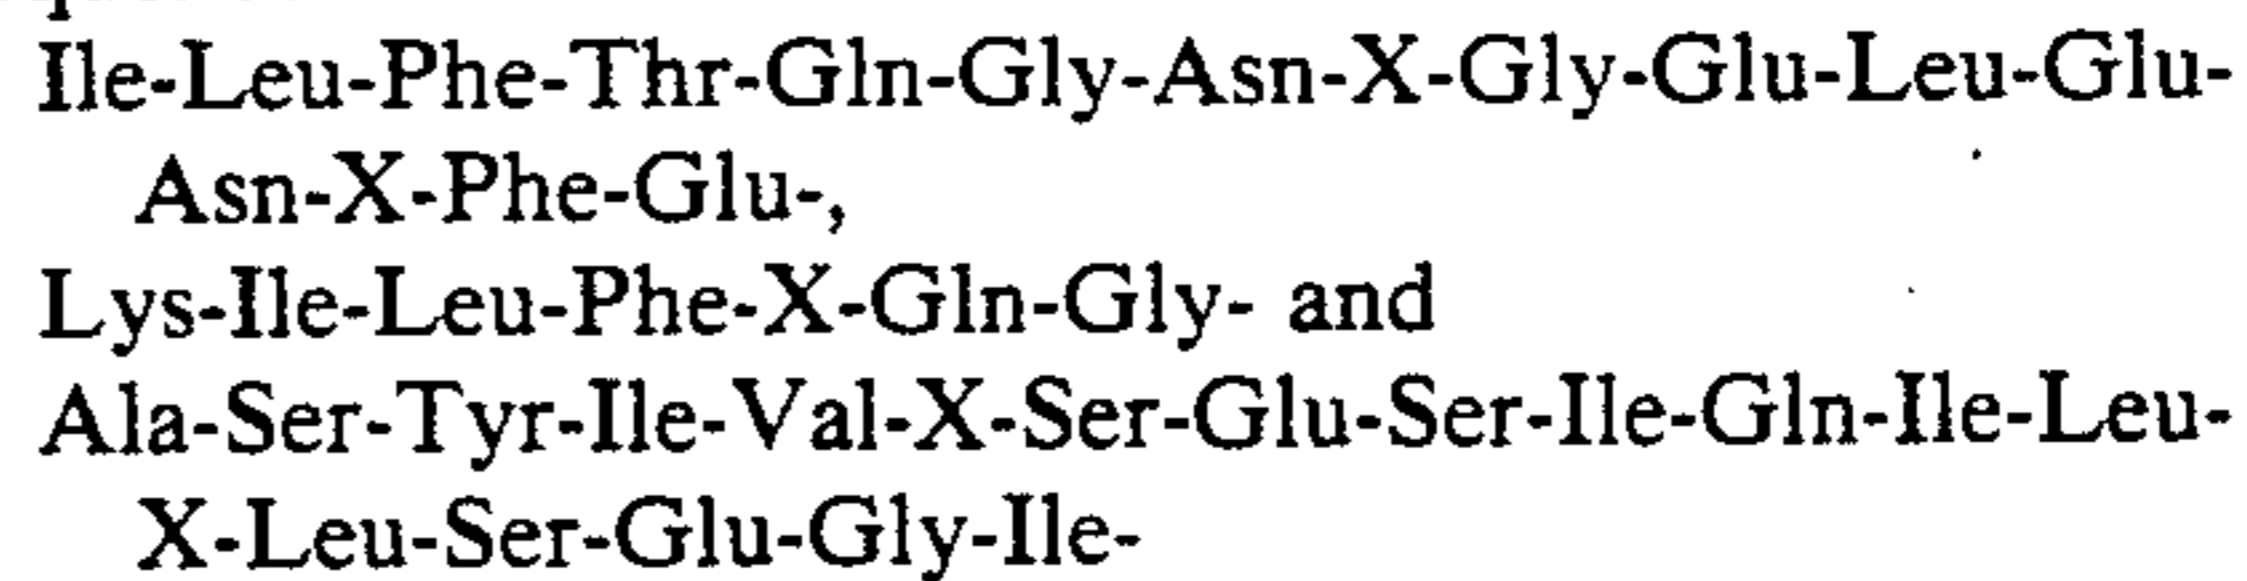 Ile-Leu-Phe-Thr-Gln-Gly-Asn-X-Gly-Glu-Leu-Glu-
Asn-X-Phe-Glu-,
Lys-Ile-Leu-Phe-X-Gln-Gly- and
Ala-Ser-Tyr-Ile-Val-X-Ser-Glu-Ser-Ile-Gln-Ile-Leu-
X-Leu-Ser-Glu-Gly-Ile-